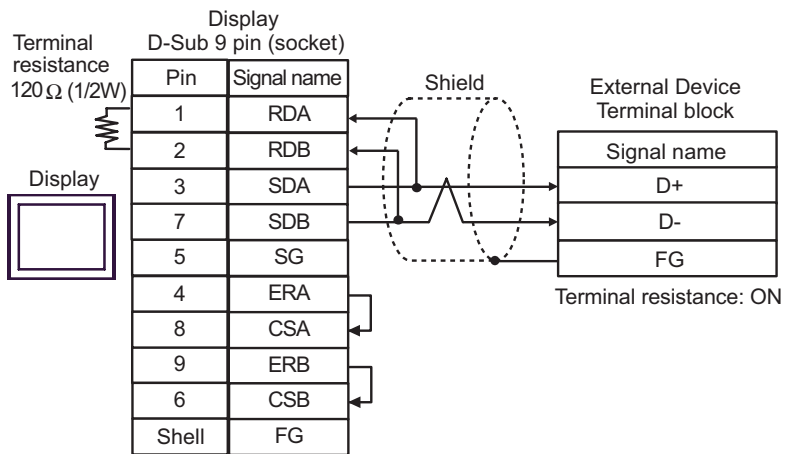 Display
D-Sub 9 pin (socket)
Terminal
resistance
120Ω (1/2W)
Pin Signal name
1 RDA
2 RDB
3 SDA
7 SDB
5 SG
4 ERA
8 CSA
9 ERB
6 CSB
Shell FG
Display
Shield
External Device
Terminal block
Signal name
D+
D-
FG
Terminal resistance: ON